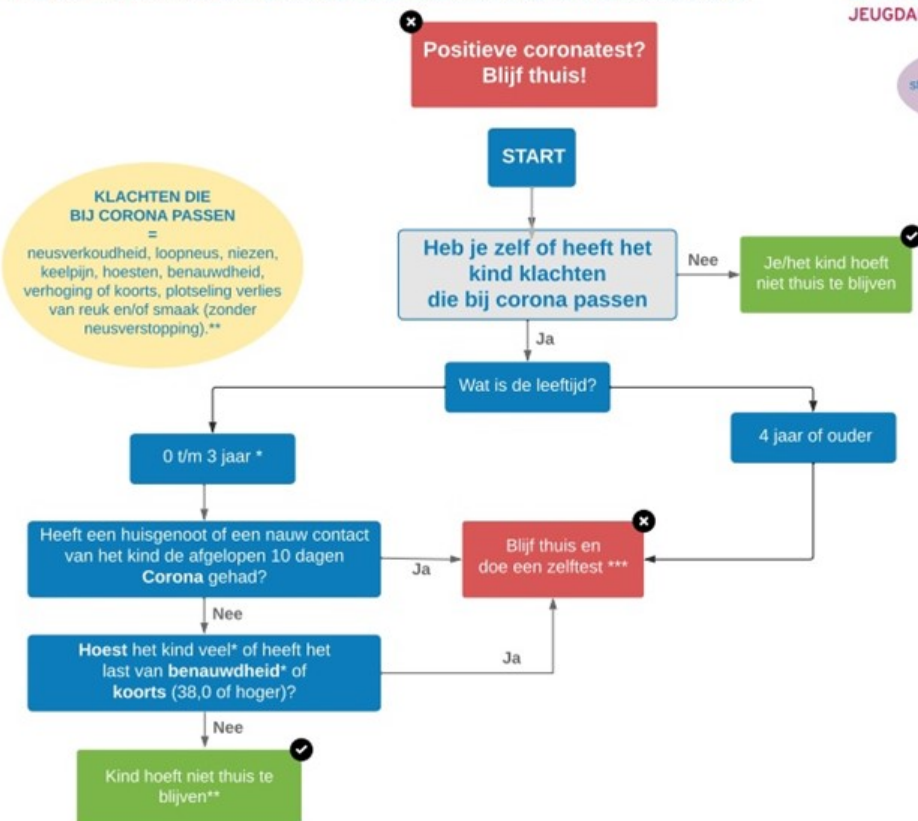 JEUGDA
Positieve coronatest?
Blijf thuis!
START
KLACHTEN DIE
BIJ CORONA PASSEN
=
neusverkoudheid, loopneus, niezen,
keelpijn, hoesten, benauwdheid,
verhoging of koorts, plotseling verlies
van reuk en/of smaak (zonder
neusverstopping).**
Heb je zelf of heeft het
kind klachten
die bij corona passen
Nee
Je/het kind hoeft
niet thuis te blijven
Ja
Wat is de leeftijd?
0 t/m 3 jaar *
4 jaar of ouder
Heeft een huisgenoot of een nauw contact
van het kind de afgelopen 10 dagen
Corona gehad?
Ja
Blijf thuis en
doe een zelftest ***
Nee
Hoest het kind veel* of heeft het
last van benauwdheid* of
koorts (38,0 of hoger)?
Ja
Nee
Kind hoeft niet thuis te
blijven**